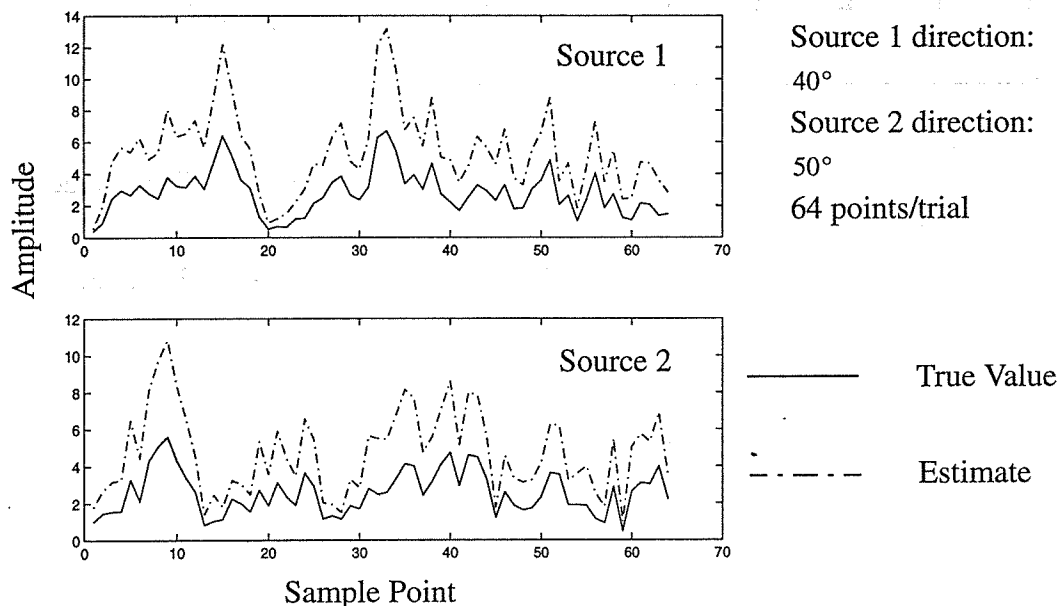 14
12
10
8
6
4
2
0
0 10 20 30 40 50 60 70
Source 1
Source 1 direction:
40°
Source 2 direction:
50°
64 points/trial
Amplitude
12
10
8
6
4
2
0
0 10 20 30 40 50 60 70
Source 2
True Value
Estimate
Sample Point